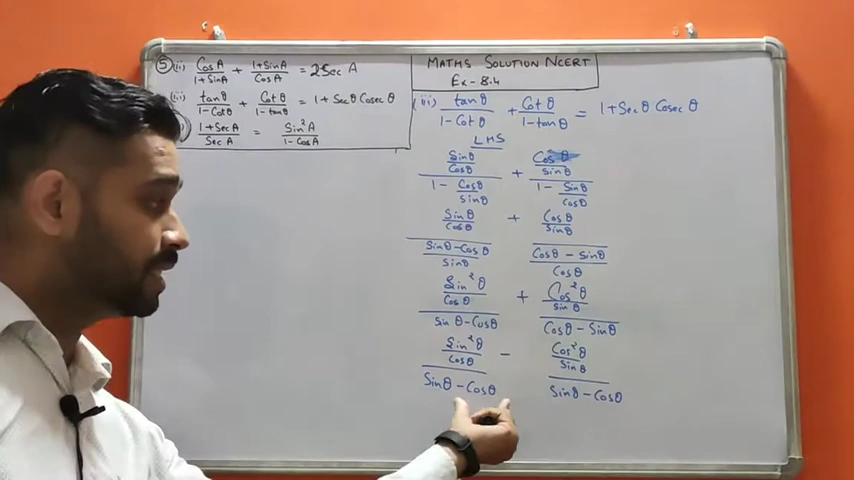 ⑤(ii) CosA/1+SinA + 1+SinA/CosA = 2SecA
(iii) tanθ/1-Cotθ + Cotθ/1-tanθ = 1+Secθ Cosecθ
1+SecA/SecA = Sin²A/1-CosA
MATHS SOLUTION NCERT
Ex-8.4
(iii) tanθ/1-Cotθ + Cotθ/1-tanθ = 1+Secθ Cosecθ
LHS
Sinθ/Cosθ / 1 - Cosθ/Sinθ + Cosθ/Sinθ / 1 - Sinθ/Cosθ
Sinθ/Cosθ / Sinθ-Cosθ/Sinθ + Cosθ/Sinθ / Cosθ-Sinθ/Cosθ
Sin²θ/Cosθ / Sinθ-Cosθ + Cos²θ/Sinθ / Cosθ-Sinθ
Sin²θ/Cosθ / Sinθ-Cosθ - Cos²θ/Sinθ / Sinθ-Cosθ